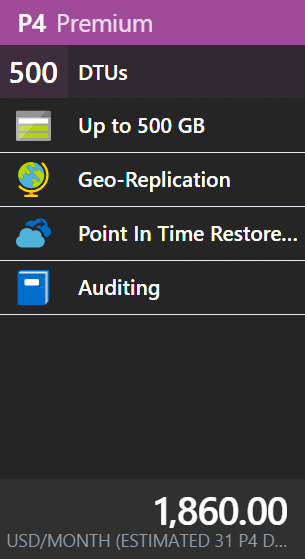 P4 Premium
500 DTUs
Up to 500 GB
Geo-Replication
Point In Time Restore...
Auditing
1,860.00
USD/MONTH (ESTIMATED 31 P4 D...